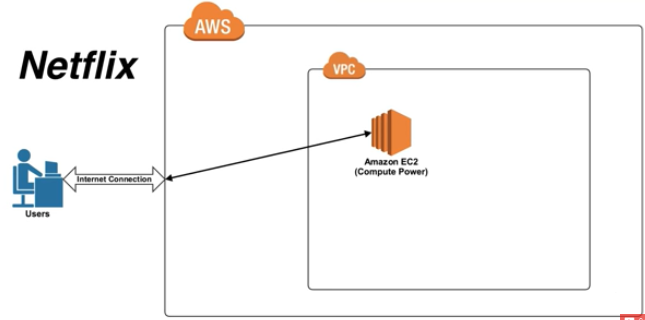 AWS
Netflix
VPC
Amazon EC2
(Compute Power)
Internet Connection
Users